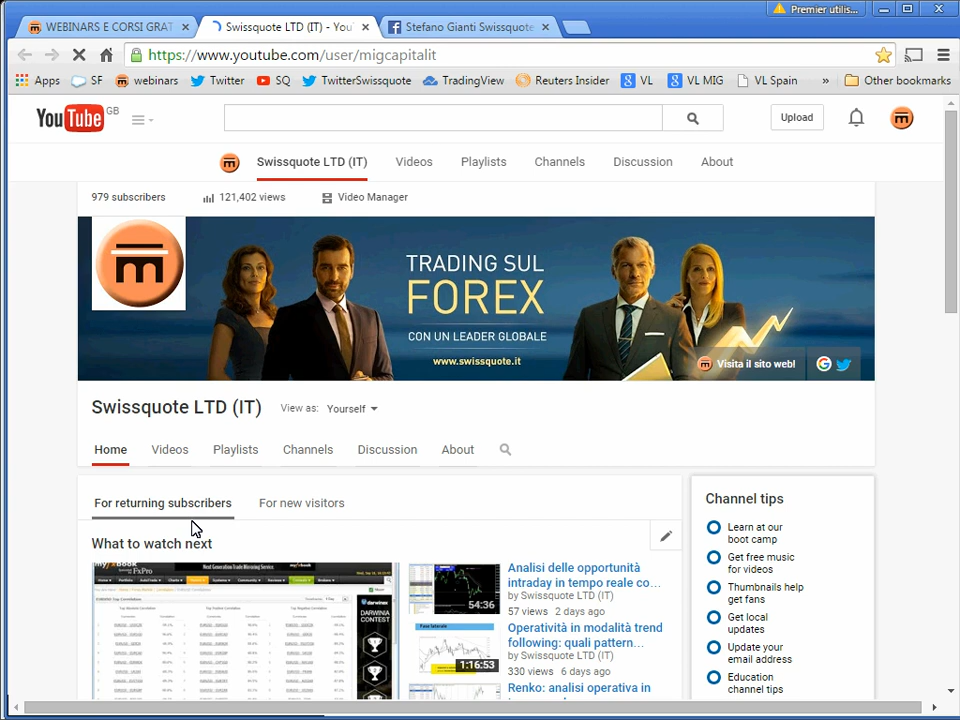 Premier utilis...
WEBINARS E CORSI GRAT
Swissquote LTD (IT) - You
Stefano Gianti Swissquote
https://www.youtube.com/user/migcapitalit
Apps
SF
webinars
Twitter
SQ
TwitterSwissquote
TradingView
Reuters Insider
VL
VL MIG
VL Spain
»
Other bookmarks
YouTube GB
Upload
Swissquote LTD (IT)
Videos
Playlists
Channels
Discussion
About
979 subscribers
121,402 views
Video Manager
TRADING SUL
FOREX
CON UN LEADER GLOBALE
www.swissquote.it
Visita il sito web!
Swissquote LTD (IT)
View as: Yourself
Home
Videos
Playlists
Channels
Discussion
About
For returning subscribers
For new visitors
What to watch next
Analisi delle opportunità
intraday in tempo reale co...
by Swissquote LTD (IT)
57 views 2 days ago
54:36
Operatività in modalità trend
following: quali pattern...
by Swissquote LTD (IT)
330 views 6 days ago
1:16:53
Renko: analisi operativa in
DARWINEX
DARWINIA
CONTEST
Channel tips
Learn at our
boot camp
Get free music
for videos
Thumbnails help
get fans
Get local
updates
Update your
email address
Education
channel tips